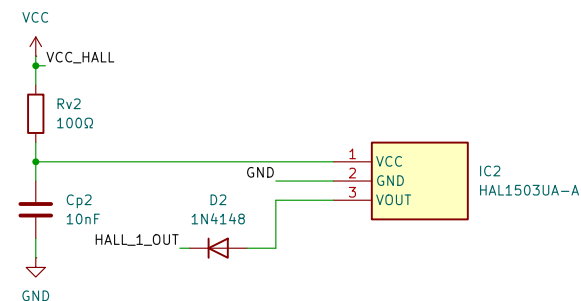 VCC
VCC_HALL
Rv2
100Ω
1
VCC
GND
2
GND
3
VOUT
IC2
HAL1503UA-A
Cp2
10nF
D2
1N4148
HALL_1_OUT
GND